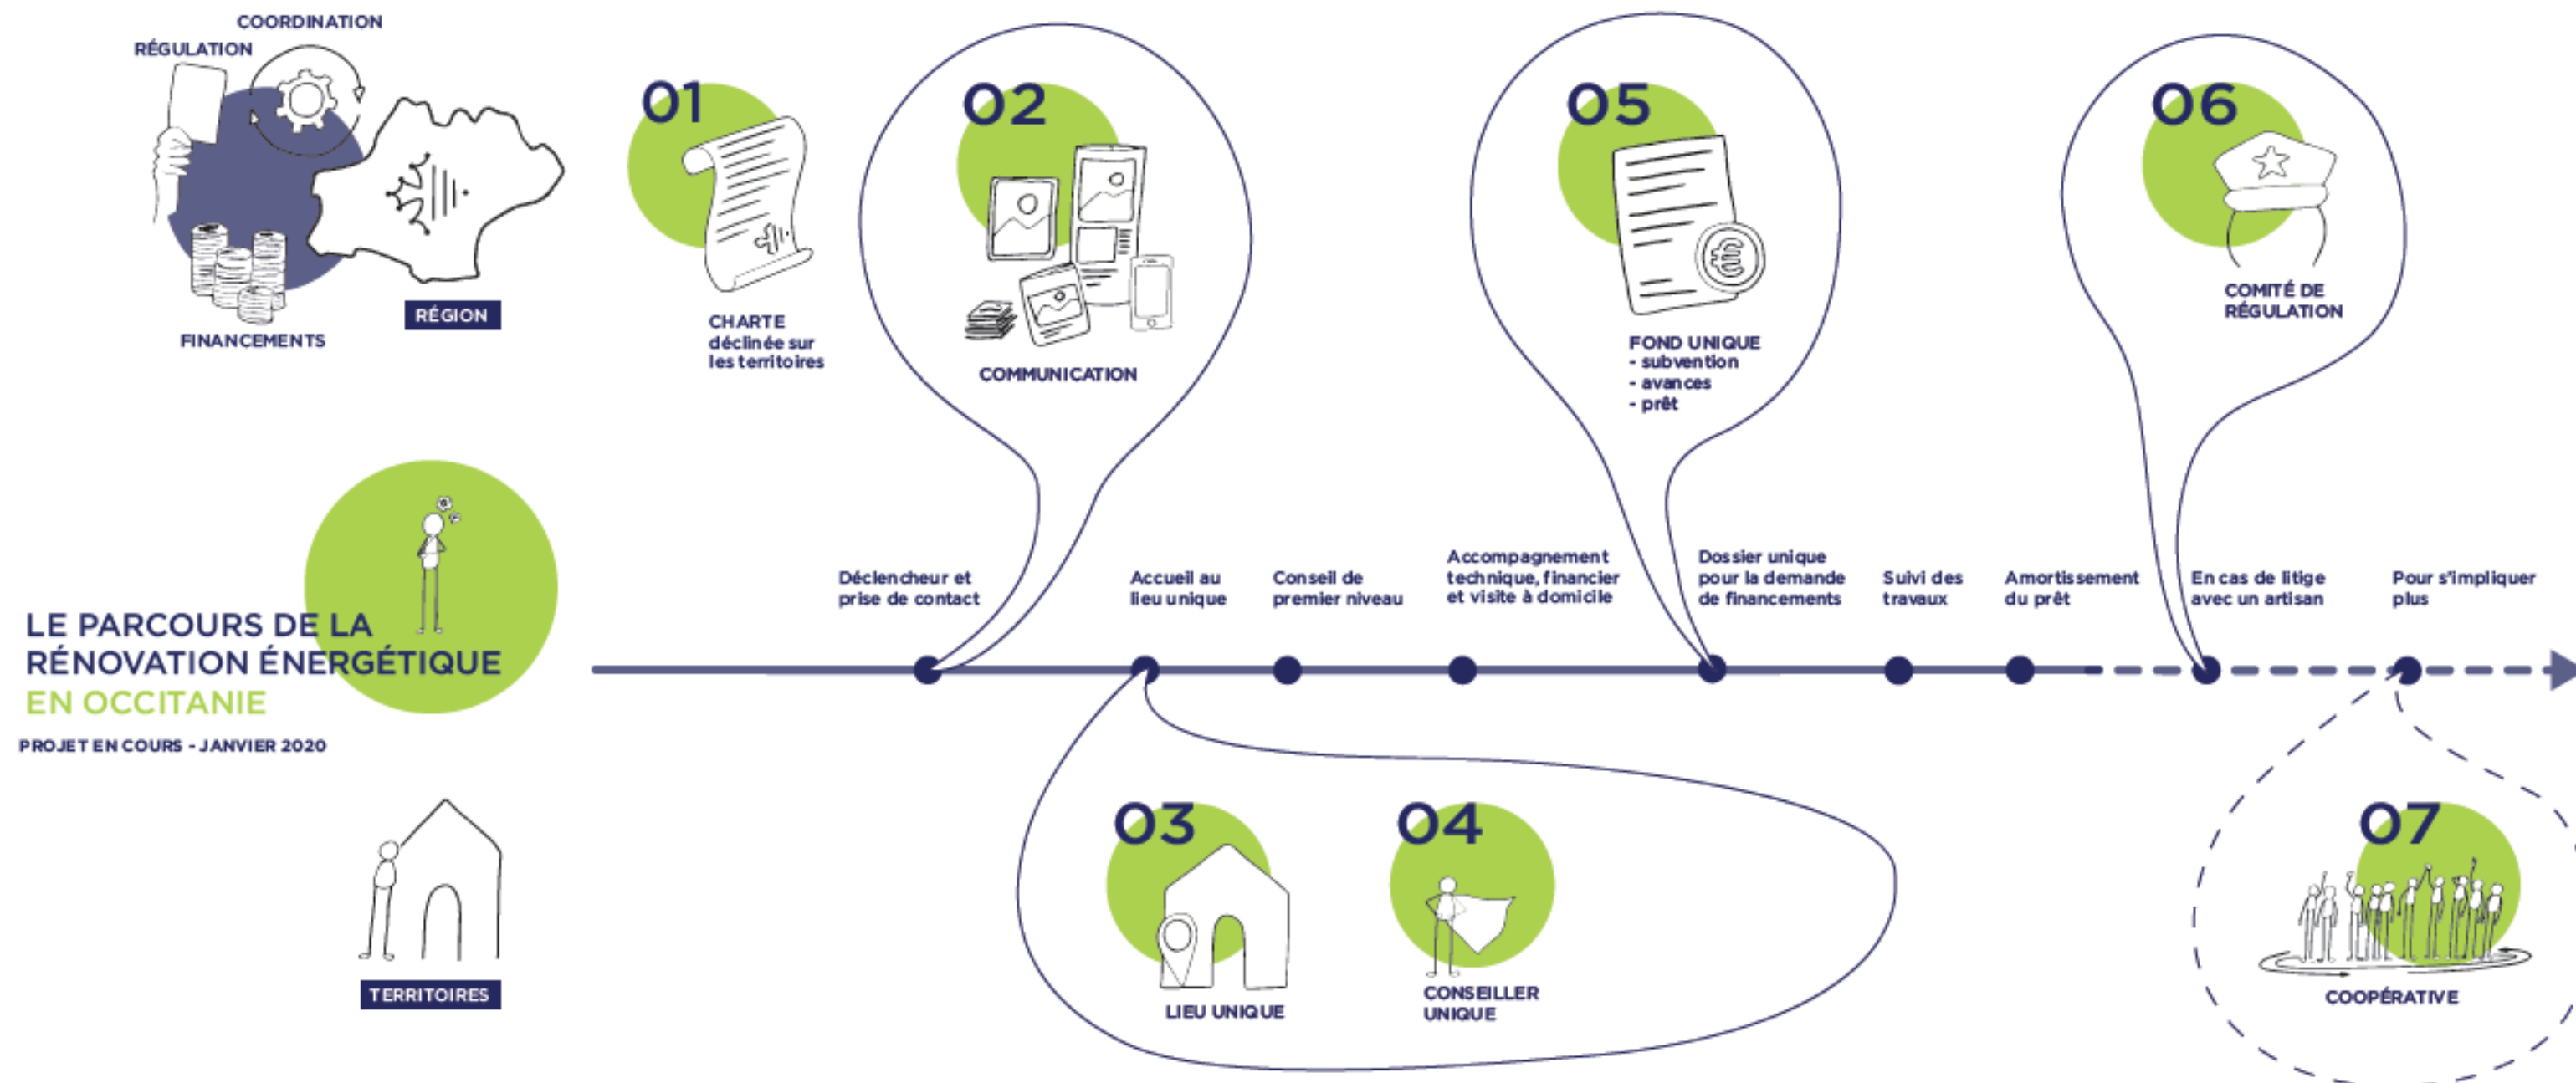 COORDINATION
RÉGULATION
FINANCEMENTS
RÉGION
01
CHARTE
déclinée sur
les territoires
02
COMMUNICATION
05
FOND UNIQUE
- subvention
- avances
- prêt
06
COMITÉ DE
RÉGULATION
LE PARCOURS DE LA
RÉNOVATION ÉNERGÉTIQUE
EN OCCITANIE
PROJET EN COURS - JANVIER 2020
Déclencheur et
prise de contact
Accueil au
lieu unique
Conseil de
premier niveau
Accompagnement
technique, financier
et visite à domicile
Dossier unique
pour la demande
de financements
Suivi des
travaux
Amortissement
du prêt
En cas de litige
avec un artisan
Pour s'impliquer
plus
TERRITOIRES
03
LIEU UNIQUE
04
CONSEILLER
UNIQUE
07
COOPÉRATIVE